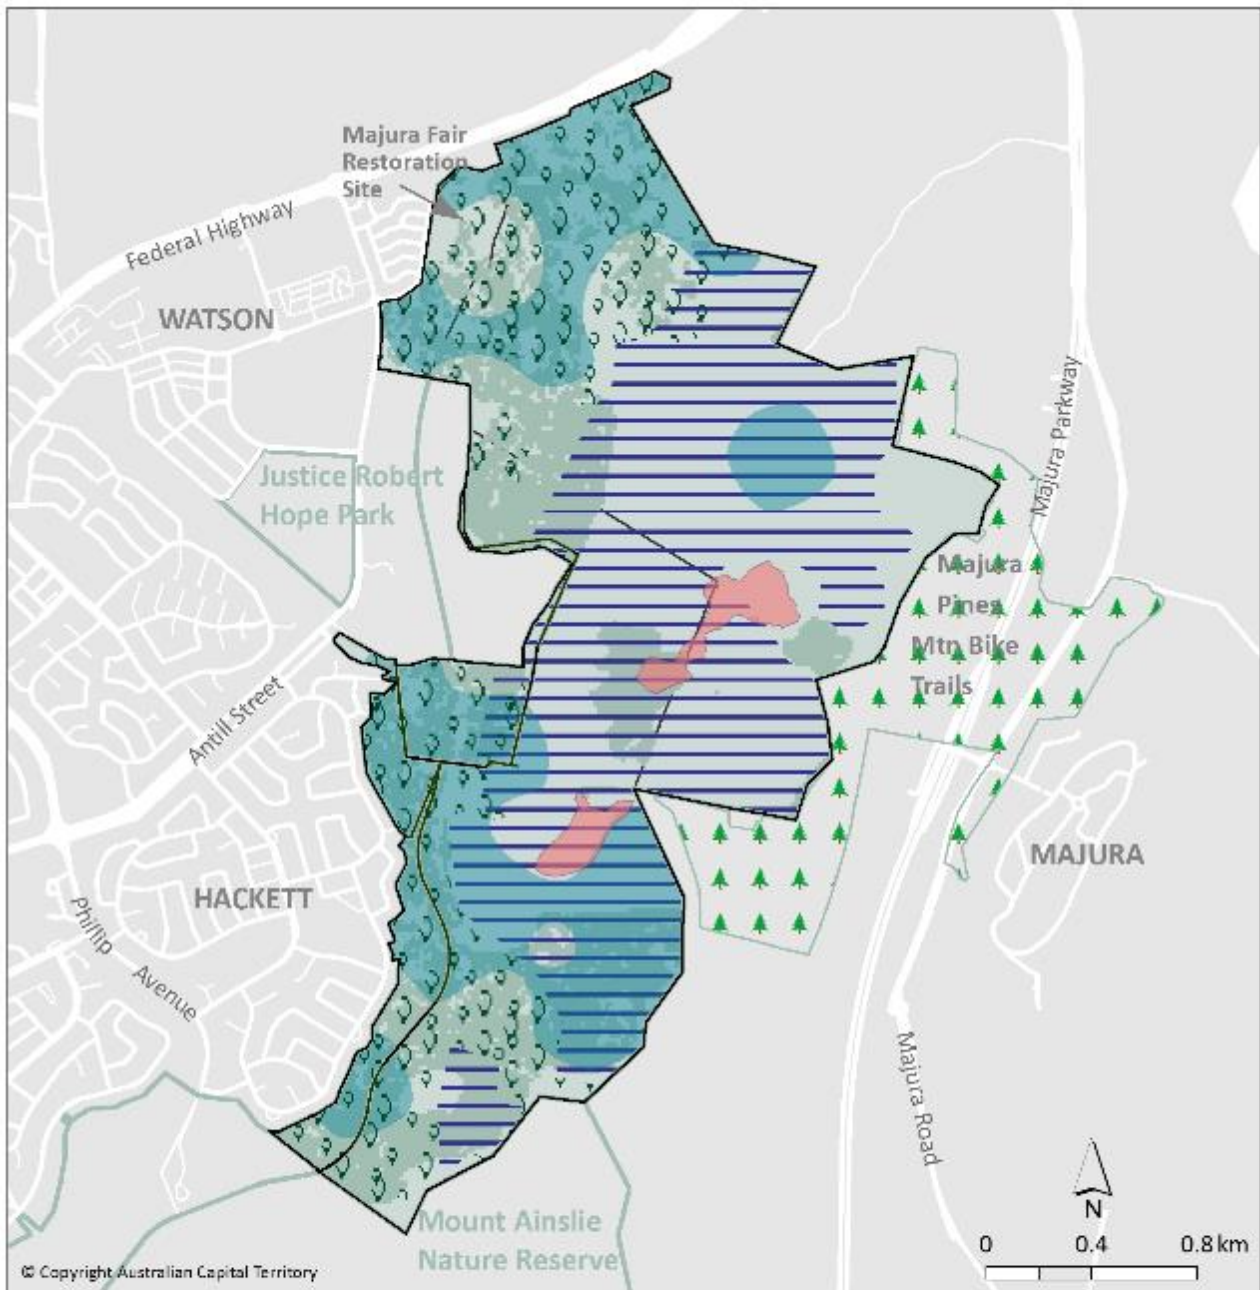 Majura Fair
Restoration
Site
Federal Highway
WATSON
Justice Robert
Hope Park
Majura Parkway
Majura
Pines
Mtn Bike
Trails
Antill Street
MAJURA
HACKETT
Phillip Avenue
Majura Road
Mount Ainslie
Nature Reserve
N
0 0.4 0.8 km
© Copyright Australian Capital Territory